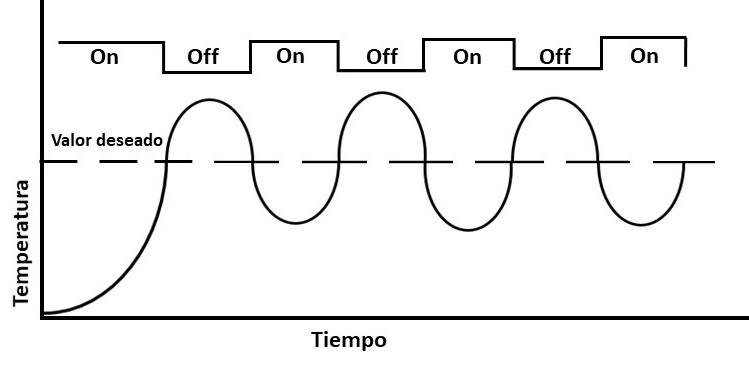 On Off On Off On Off On
Valor deseado
Temperatura
Tiempo